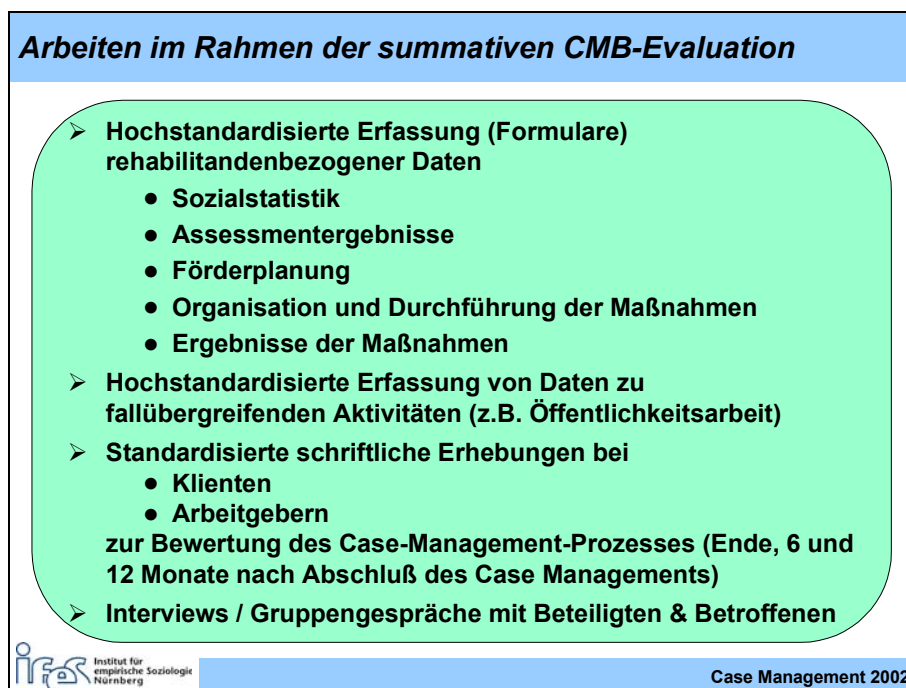 Arbeiten im Rahmen der summativen CMB-Evaluation
➢ Hochstandardisierte Erfassung (Formulare)
rehabilitandenbezogener Daten
● Sozialstatistik
● Assessmentergebnisse
● Förderplanung
● Organisation und Durchführung der Maßnahmen
● Ergebnisse der Maßnahmen
➢ Hochstandardisierte Erfassung von Daten zu
fallübergreifenden Aktivitäten (z.B. Öffentlichkeitsarbeit)
➢ Standardisierte schriftliche Erhebungen bei
● Klienten
● Arbeitgebern
zur Bewertung des Case-Management-Prozesses (Ende, 6 und
12 Monate nach Abschluß des Case Managements)
➢ Interviews / Gruppengespräche mit Beteiligten & Betroffenen
ifes
Institut für
empirische Soziologie
Nürnberg
Case Management 2002